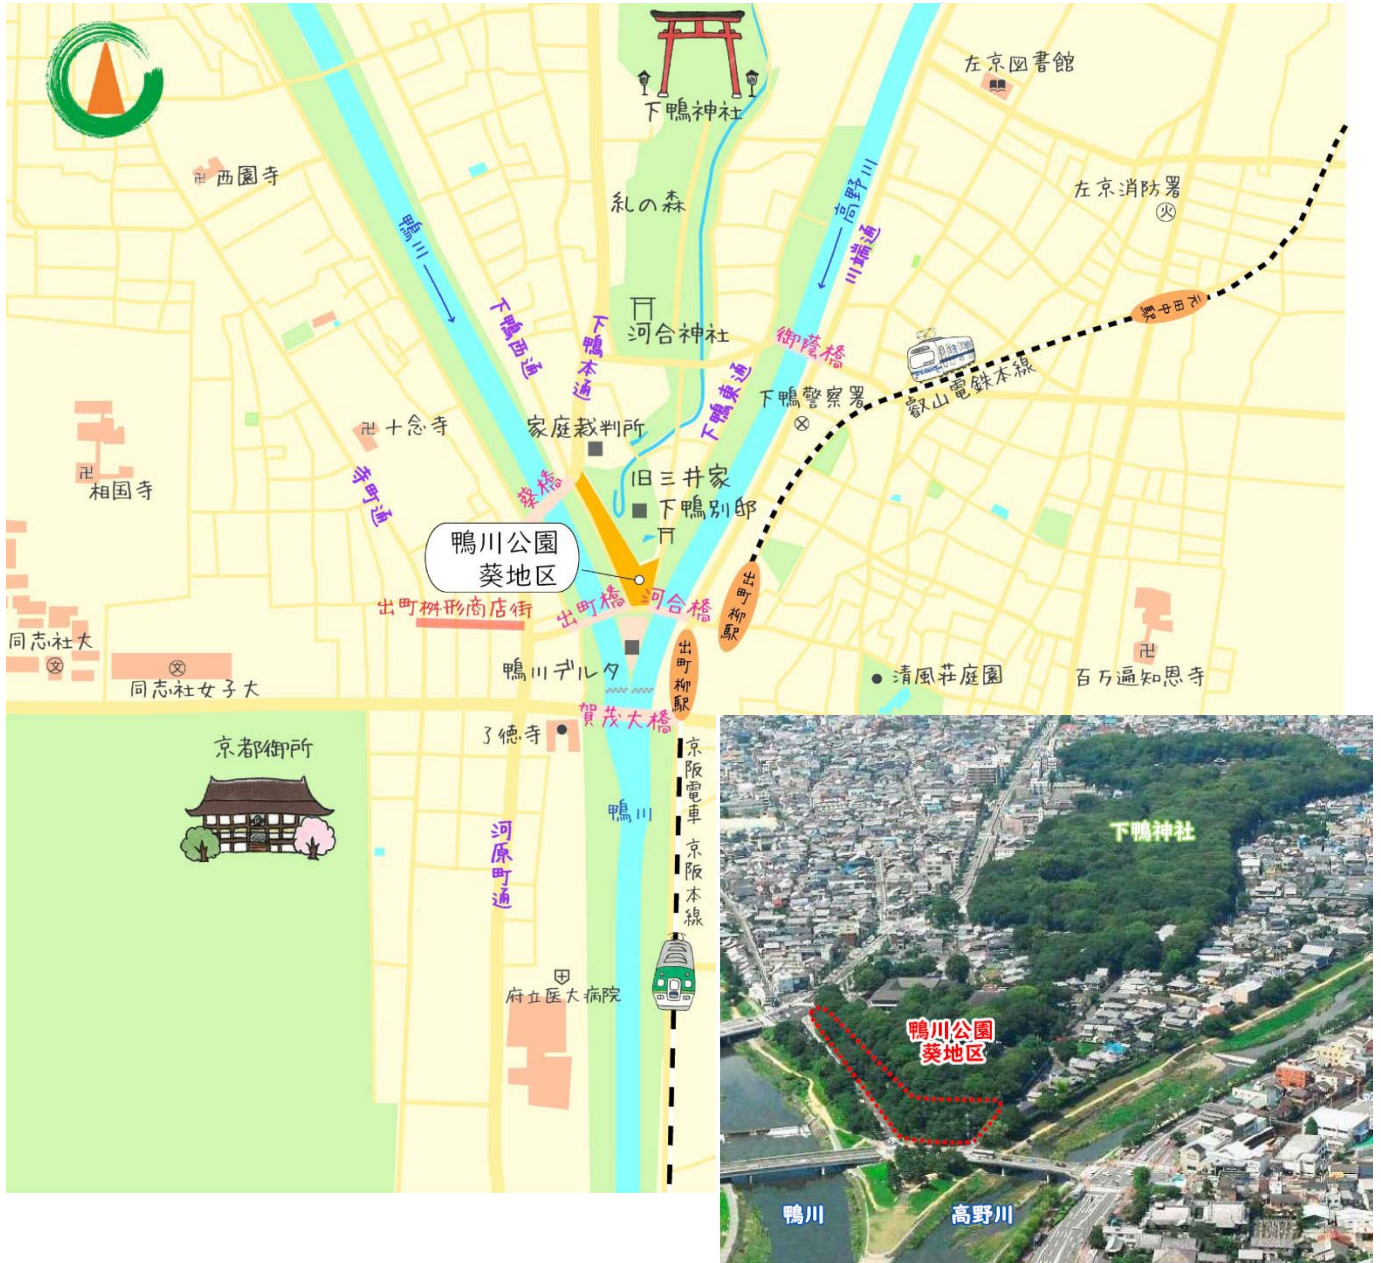 左京図書館
下鴨神社
西園寺
糺の森
左京消防署
火
鴨川
高野川
川端通
元田中駅
下鴨西通
下鴨本通
河合神社
御蔭橋
下鴨東通
下鴨警察署
叡山電鉄本線
十念寺
家庭裁判所
相国寺
寺町通
葵橋
旧三井家
下鴨別邸
鴨川公園
葵地区
出町桝形商店街
出町橋
河合橋
出町柳駅
出町柳駅
同志社大
文
文
同志社女子大
鴨川デルタ
清風荘庭園
百万遍知恩寺
賀茂大橋
了徳寺
京都御所
京阪電車 京阪本線
鴨川
河原町通
府立医大病院
下鴨神社
鴨川公園
葵地区
鴨川
高野川